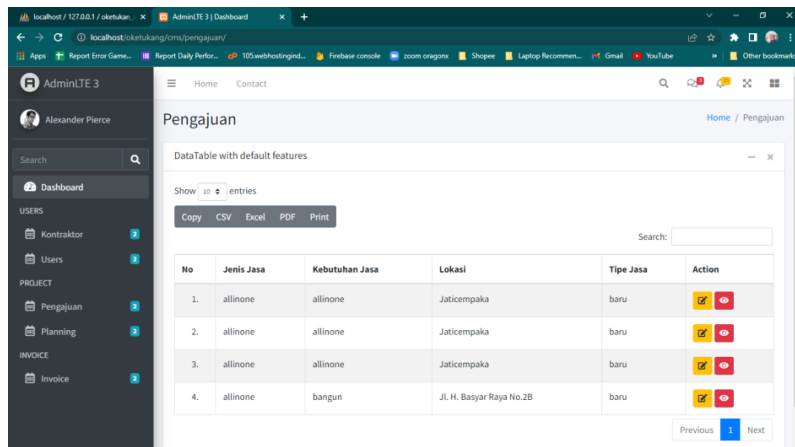 localhost / 127.0.0.1 / oketukan_
AdminLTE 3 | Dashboard
localhost/oketukang/cms/pengajuan/
Apps Report Error Game... Report Daily Perfor... 105.webhostingind... Firebase console zoom oragonx Shopee Laptop Recommen... Gmail YouTube Other bookmarks
AdminLTE 3
Home Contact
Alexander Pierce
Pengajuan
Home / Pengajuan
Search
DataTable with default features
Dashboard
Show 10 entries
USERS
Copy CSV Excel PDF Print
Kontraktor 2
Search:
Users 2
No Jenis Jasa Kebutuhan Jasa Lokasi Tipe Jasa Action
PROJECT
Pengajuan 2
1. allinone allinone Jaticempaka baru
Planning 2
2. allinone allinone Jaticempaka baru
INVOICE
3. allinone allinone Jaticempaka baru
Invoice 2
4. allinone bangun Jl. H. Basyar Raya No.2B baru
Previous 1 Next